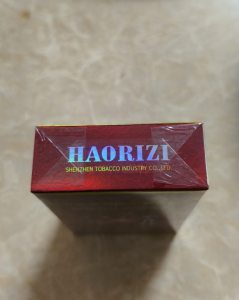 HAORIZI
SHENZHEN TOBACCO INDUSTRY CO., LTD.